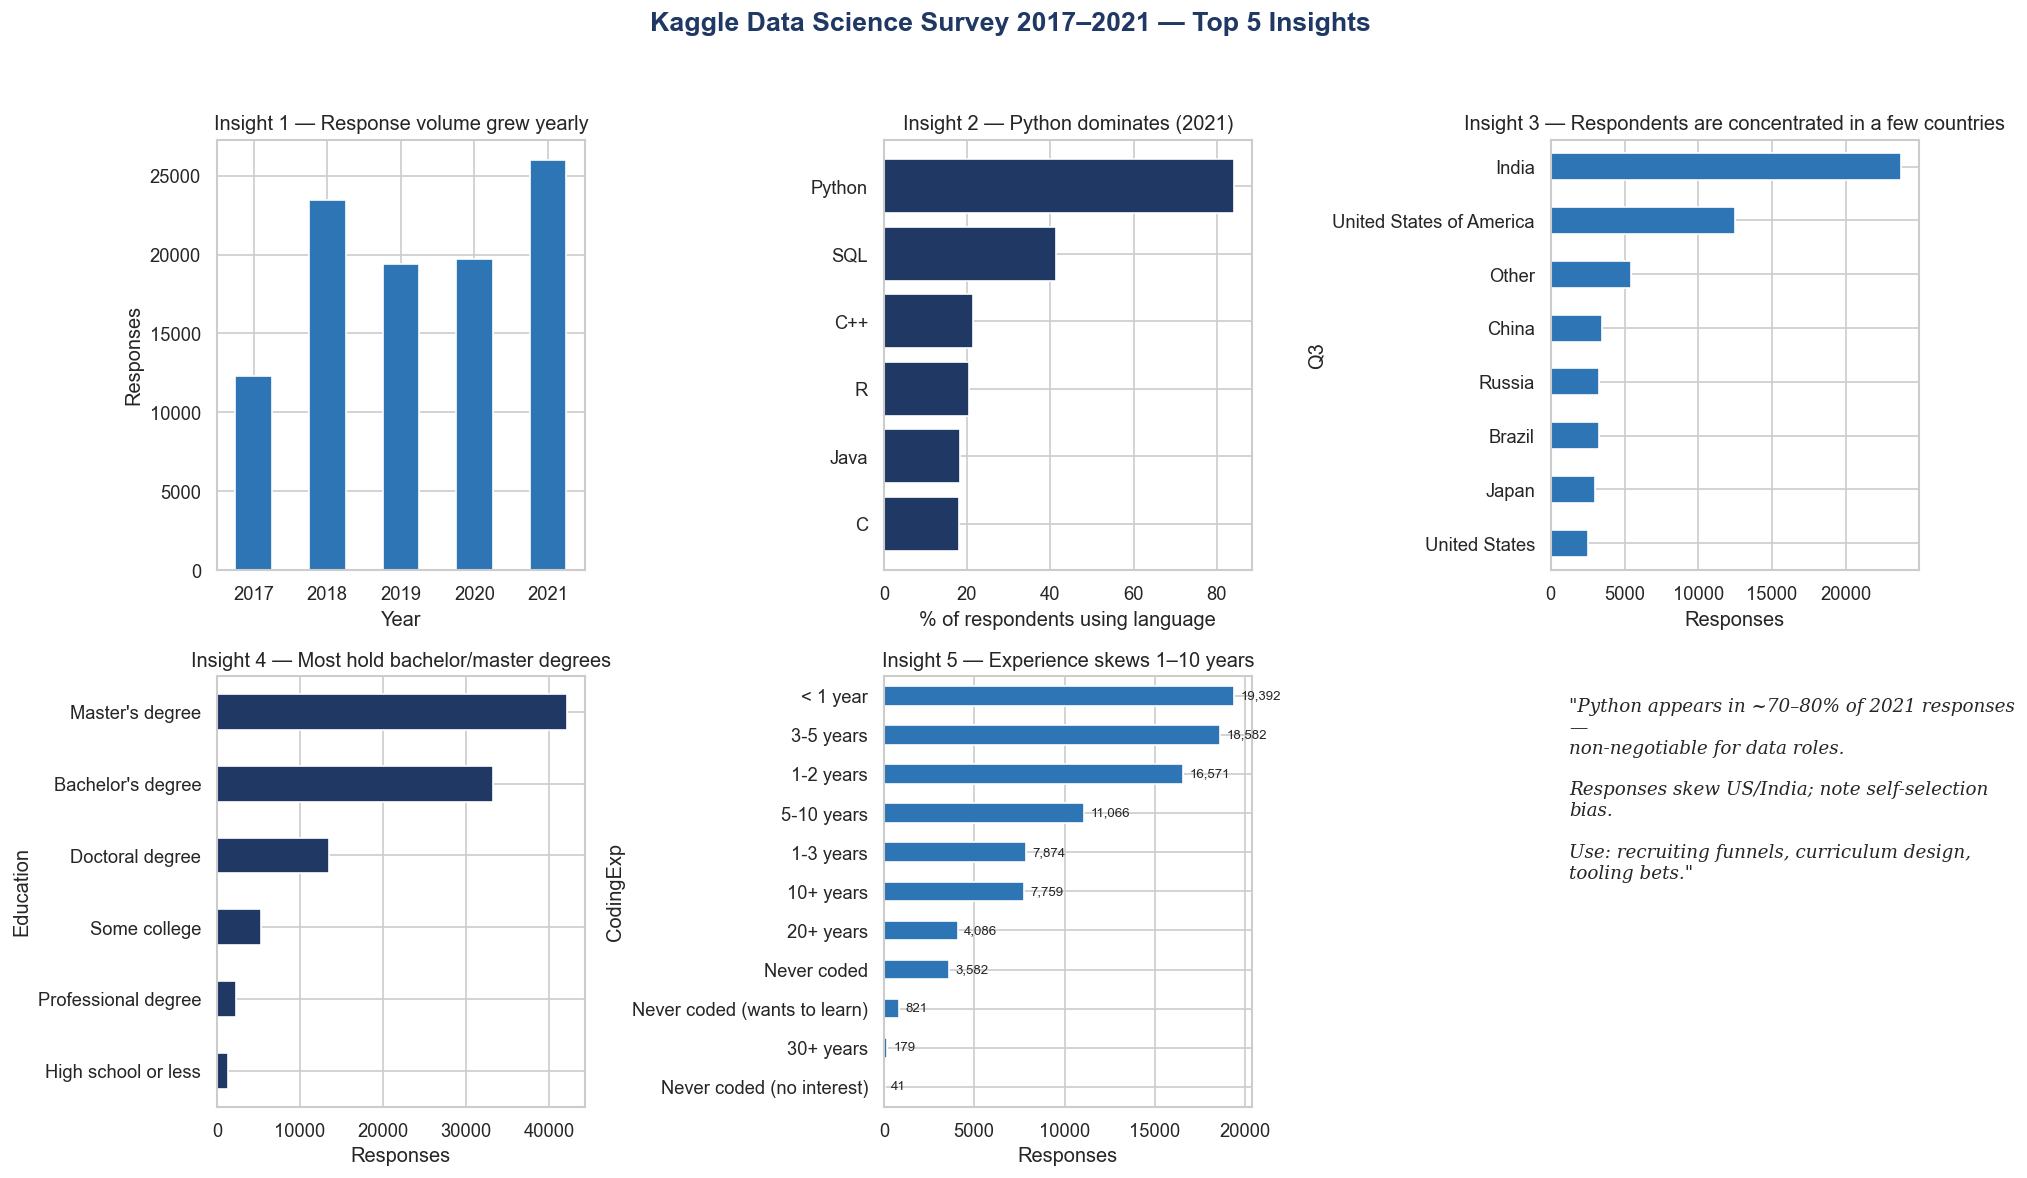 Kaggle Data Science Survey 2017–2021 — Top 5 Insights
Insight 1 — Response volume grew yearly
Responses
25000
20000
15000
10000
5000
0
2017 2018 2019 2020 2021
Year
Insight 2 — Python dominates (2021)
Python
SQL
C++
R
Java
C
0 20 40 60 80
% of respondents using language
Insight 3 — Respondents are concentrated in a few countries
Q3
India
United States of America
Other
China
Russia
Brazil
Japan
United States
0 5000 10000 15000 20000
Responses
Insight 4 — Most hold bachelor/master degrees
Education
Master's degree
Bachelor's degree
Doctoral degree
Some college
Professional degree
High school or less
0 10000 20000 30000 40000
Responses
Insight 5 — Experience skews 1–10 years
CodingExp
< 1 year 19,392
3-5 years 18,582
1-2 years 16,571
5-10 years 11,066
1-3 years 7,874
10+ years 7,759
20+ years 4,086
Never coded 3,582
Never coded (wants to learn) 821
30+ years 179
Never coded (no interest) 41
0 5000 10000 15000 20000
Responses
"Python appears in ~70–80% of 2021 responses
—
non-negotiable for data roles.
Responses skew US/India; note self-selection
bias.
Use: recruiting funnels, curriculum design,
tooling bets."